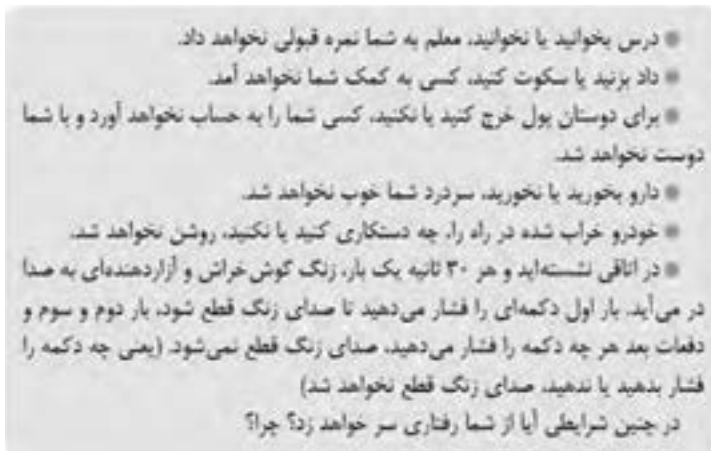 ● درس بخوانید یا نخوانید، معلم به شما نمره قبولی نخواهد داد.
● داد بزنید یا سکوت کنید، کسی به کمک شما نخواهد آمد.
● برای دوستان پول خرج کنید یا نکنید، کسی شما را به حساب نخواهد آورد و با شما
دوست نخواهد شد.
● دارو بخورید یا نخورید، سردرد شما خوب نخواهد شد.
● خودرو خراب شده در راه را، چه دستکاری کنید یا نکنید، روشن نخواهد شد.
● در اتاقی نشسته‌اید و هر ۳۰ ثانیه یک بار، زنگ گوش‌خراش و آزاردهنده‌ای به صدا
در می‌آید. بار اول دکمه‌ای را فشار می‌دهید تا صدای زنگ قطع شود، بار دوم و سوم و
دفعات بعد هر چه دکمه را فشار می‌دهید، صدای زنگ قطع نمی‌شود. (یعنی چه دکمه را
فشار بدهید یا ندهید، صدای زنگ قطع نخواهد شد)
در چنین شرایطی آیا از شما رفتاری سر خواهد زد؟ چرا؟